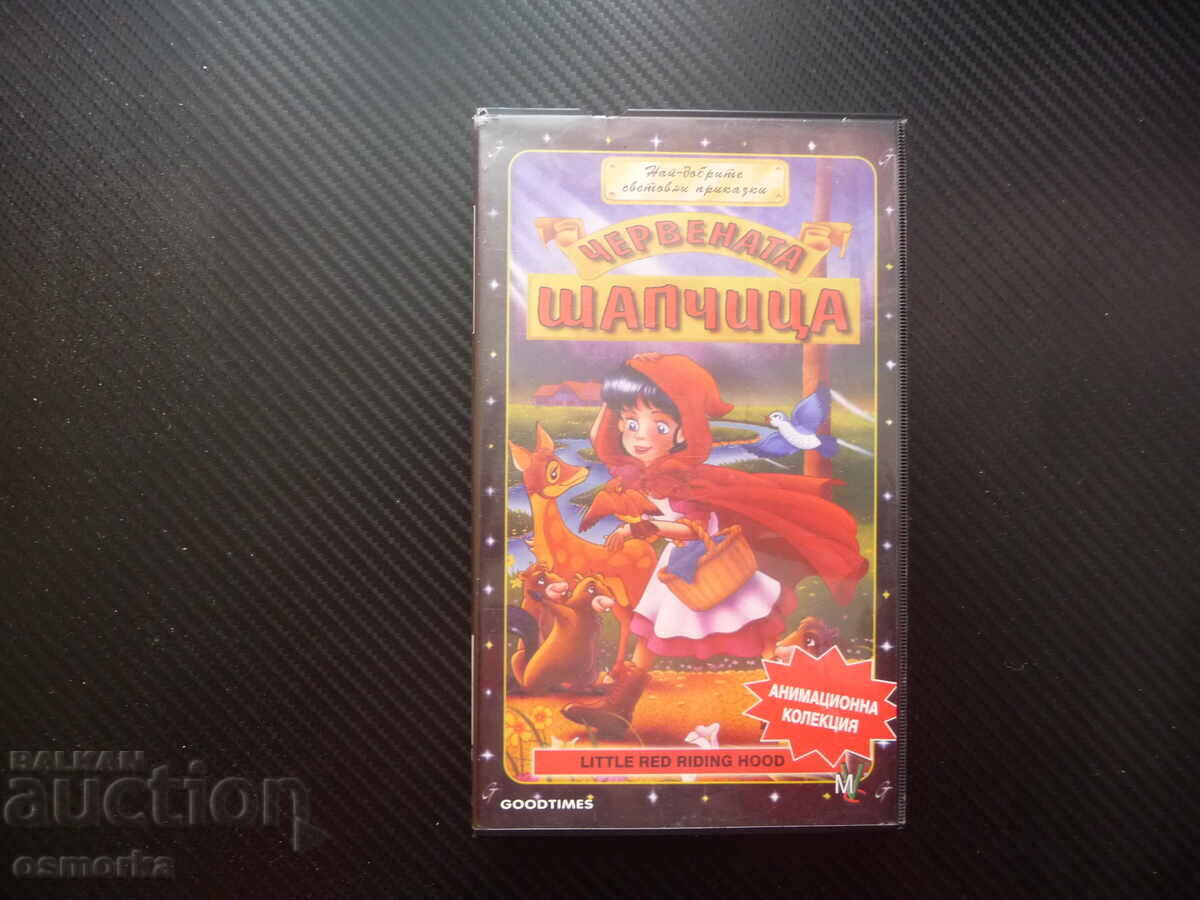 Най-добрите
световни приказки
ЧЕРВЕНАТА
ШАПЧИЦА
АНИМАЦИОННА
КОЛЕКЦИЯ
LITTLE RED RIDING HOOD
GOODTIMES
BALKAN
auction
osmorka